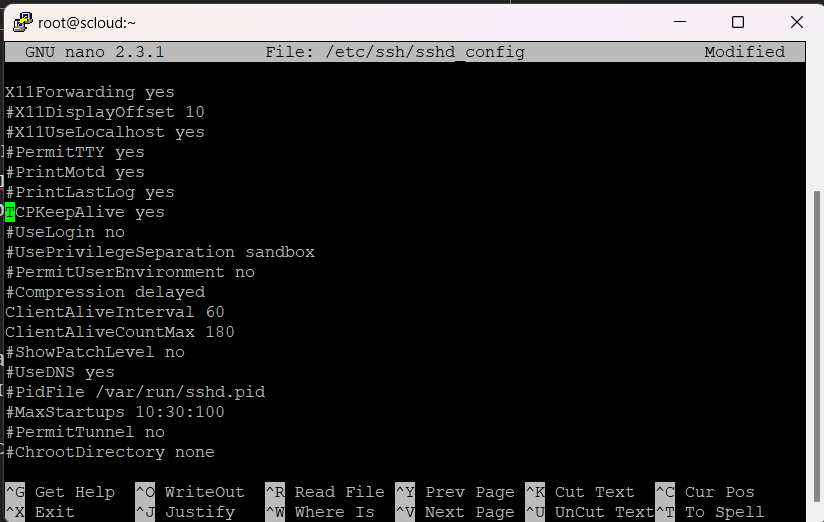 root@scloud:~
GNU nano 2.3.1 File: /etc/ssh/sshd_config Modified
X11Forwarding yes
#X11DisplayOffset 10
#X11UseLocalhost yes
#PermitTTY yes
#PrintMotd yes
#PrintLastLog yes
TCPKeepAlive yes
#UseLogin no
#UsePrivilegeSeparation sandbox
#PermitUserEnvironment no
#Compression delayed
ClientAliveInterval 60
ClientAliveCountMax 180
#ShowPatchLevel no
#UseDNS yes
#PidFile /var/run/sshd.pid
#MaxStartups 10:30:100
#PermitTunnel no
#ChrootDirectory none
^G Get Help ^O WriteOut ^R Read File ^Y Prev Page ^K Cut Text ^C Cur Pos
^X Exit ^J Justify ^W Where Is ^V Next Page ^U UnCut Text ^T To Spell